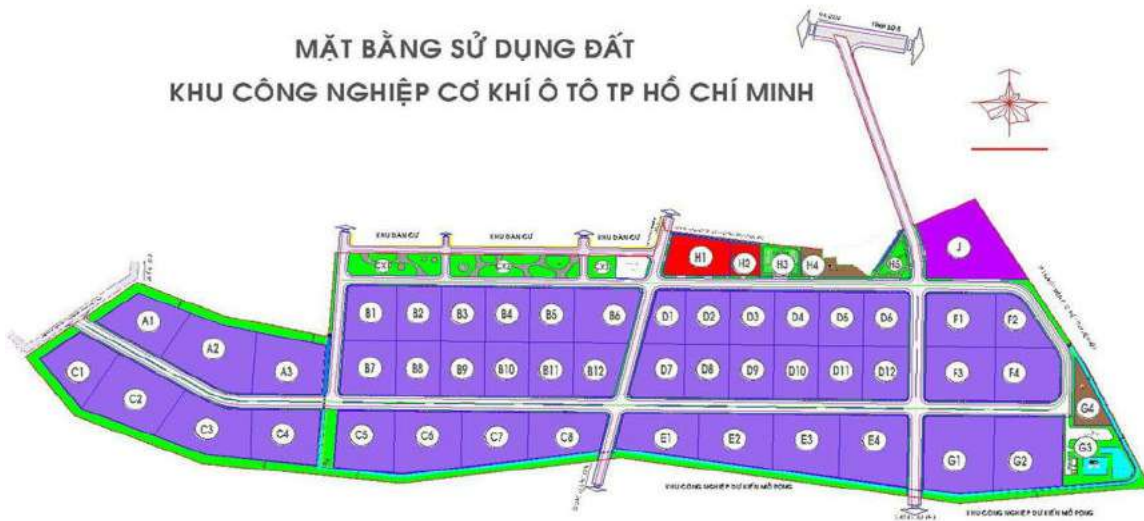 MẶT BẰNG SỬ DỤNG ĐẤT
KHU CÔNG NGHIỆP CƠ KHÍ Ô TÔ TP HỒ CHÍ MINH
KHU DÂN CƯ KHU DÂN CƯ KHU DÂN CƯ
H1 H2 H3 H4 H5 J
CX1 CX2
B1 B2 B3 B4 B5 B6 D1 D2 D3 D4 D5 D6 F1 F2
A1 A2 A3
B7 B8 B9 B10 B11 B12 D7 D8 D9 D10 D11 D12 F3 F4
C1 C2 C3 C4 C5 C6 C7 C8 E1 E2 E3 E4 G4
G1 G2 G3
KHU CÔNG NGHIỆP DỰ KIẾN MỞ RỘNG
KHU CÔNG NGHIỆP DỰ KIẾN MỞ RỘNG